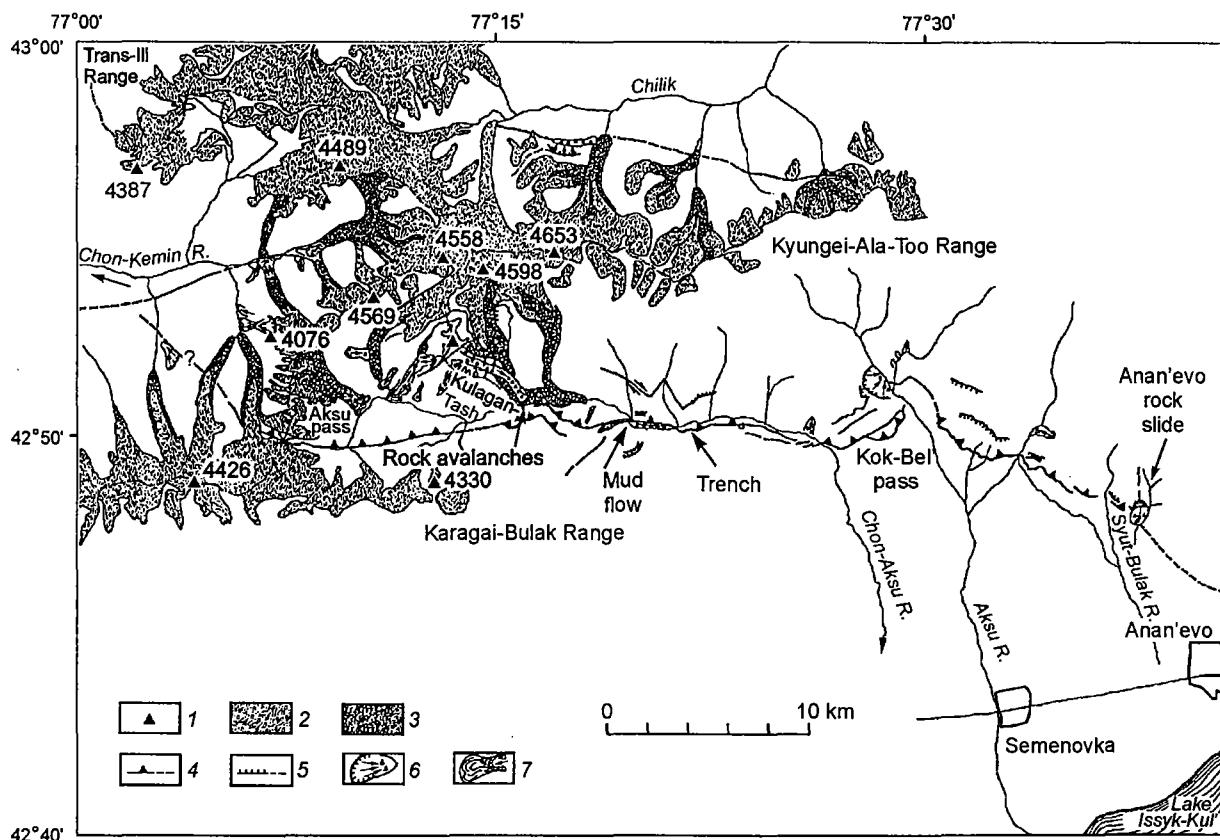 77°00'
77°15'
77°30'
43°00'
Trans-Ili
Range
Chilik
4489
4387
4558
4653
4598
Kyungei-Ala-Too Range
Chon-Kemin R.
4569
4076
?
Kulagan-
Tash
Aksu
pass
Anan'evo
rock
slide
42°50'
Rock avalanches
4426
4330
Mud
flow
Trench
Kok-Bel'
pass
Karagai-Bulak Range
Chon-Aksu R.
Aksu R.
Syut-Bulak R.
Anan'evo
1
2
3
0
10 km
4
5
6
7
Semenovka
Lake
Issyk-Kul'
42°40'